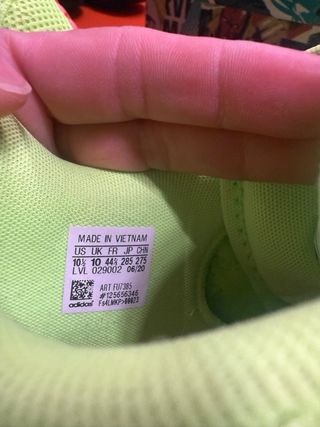 MADE IN VIETNAM
US UK FR JP CHN
10½ 10 44⅔ 285 275
LVL 029002 06/20
ART FU7385
#125656346
adidas